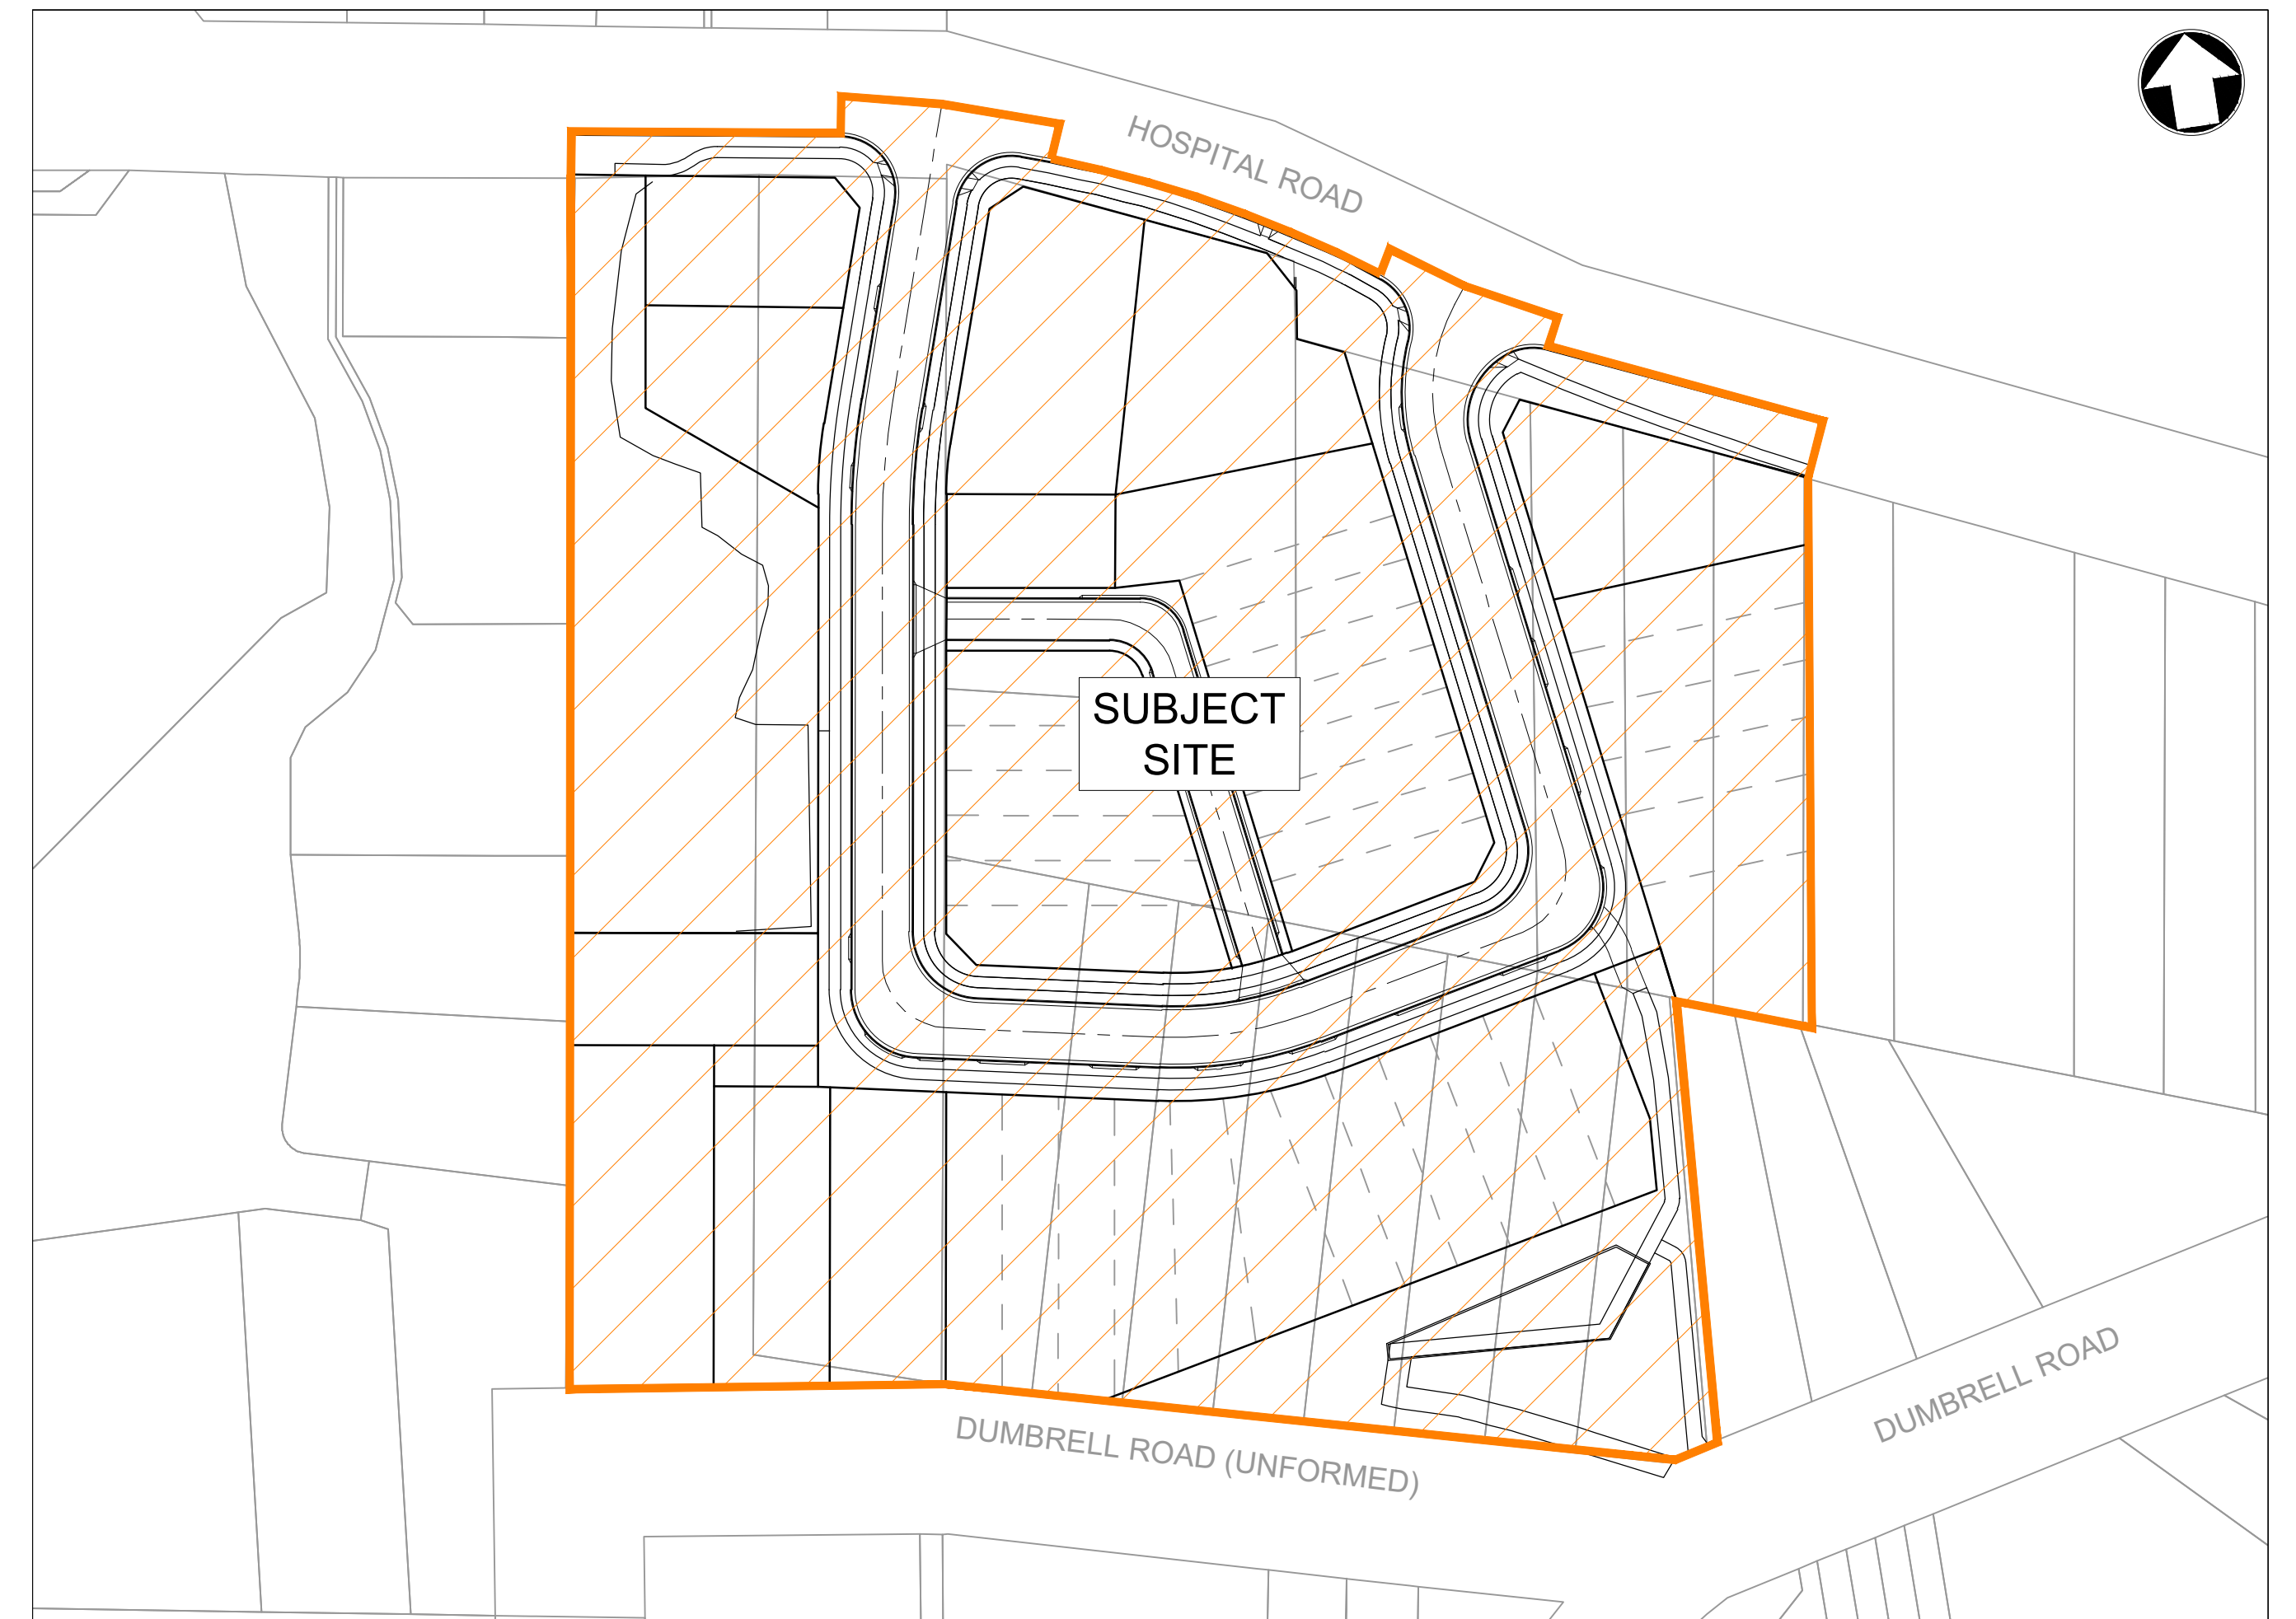 HOSPITAL ROAD
SUBJECT
SITE
DUMBRELL ROAD
DUMBRELL ROAD (UNFORMED)